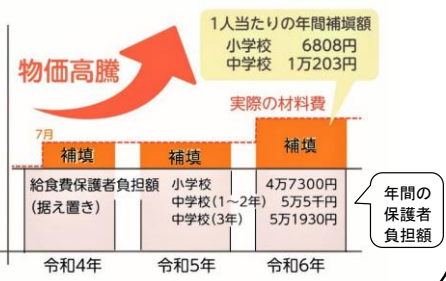 1人当たりの年間補填額
小学校 6808円
中学校 1万203円
物価高騰
実際の材料費
7月
補填
補填
補填
給食費保護者負担額 小学校 4万7300円
(据え置き) 中学校(1〜2年) 5万5千円
中学校(3年) 5万1930円
年間の
保護者
負担額
令和4年 令和5年 令和6年